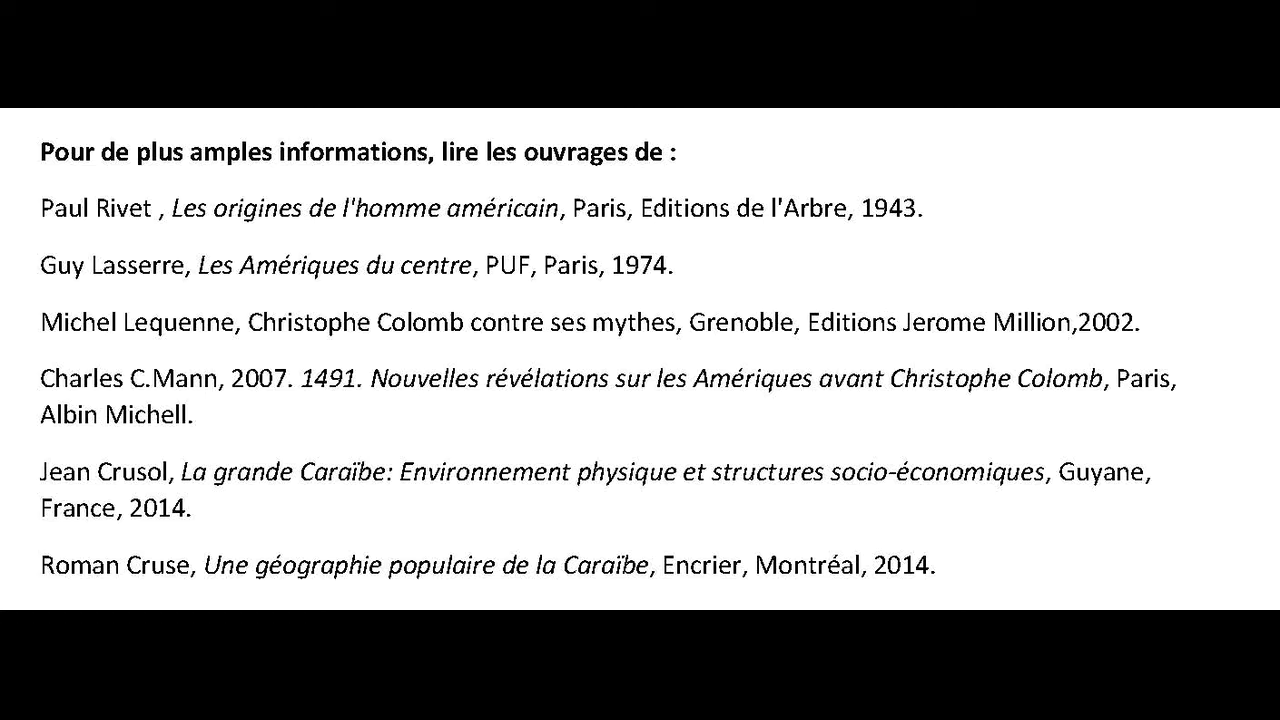 Pour de plus amples informations, lire les ouvrages de :
Paul Rivet , Les origines de l'homme américain, Paris, Editions de l'Arbre, 1943.
Guy Lasserre, Les Amériques du centre, PUF, Paris, 1974.
Michel Lequenne, Christophe Colomb contre ses mythes, Grenoble, Editions Jerome Million,2002.
Charles C.Mann, 2007. 1491. Nouvelles révélations sur les Amériques avant Christophe Colomb, Paris,
Albin Michell.
Jean Crusol, La grande Caraïbe: Environnement physique et structures socio-économiques, Guyane,
France, 2014.
Roman Cruse, Une géographie populaire de la Caraïbe, Encrier, Montréal, 2014.